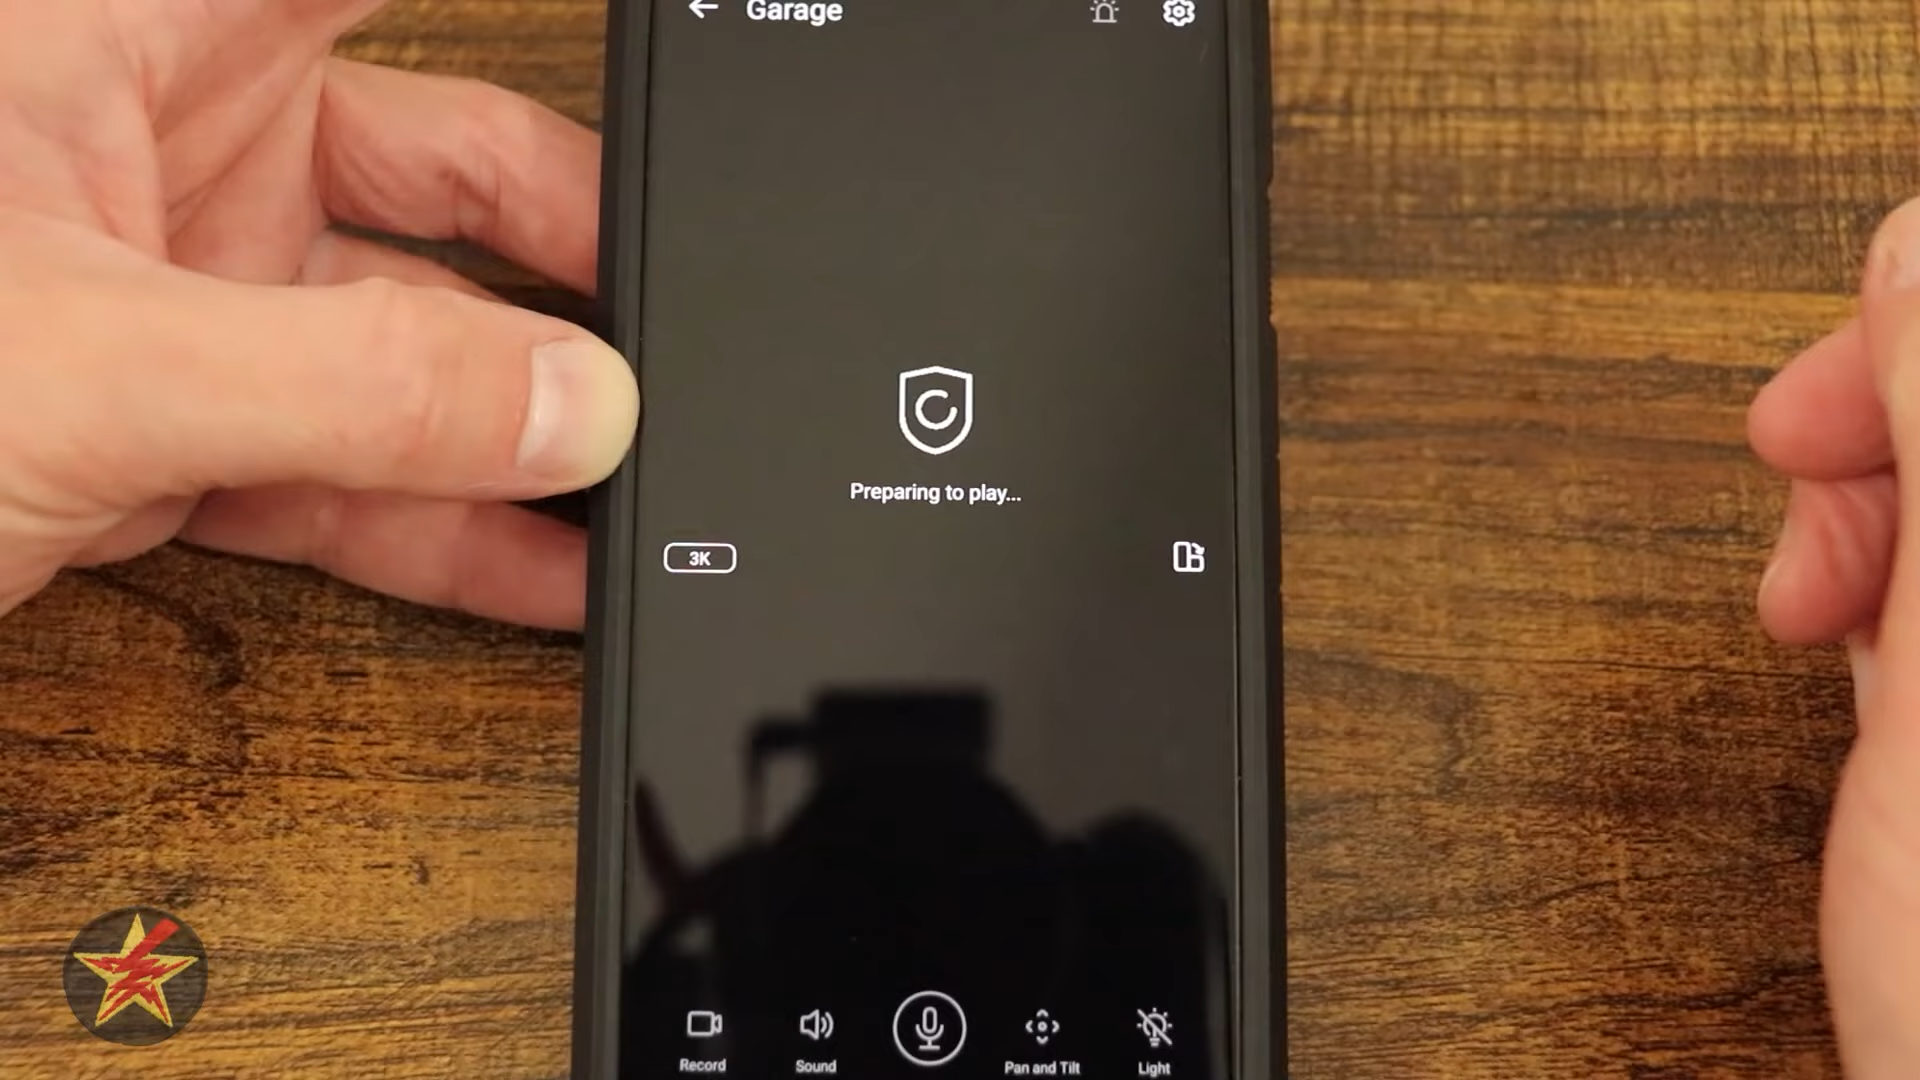 Garage
Preparing to play...
3K
Record
Sound
Pan and Tilt
Light